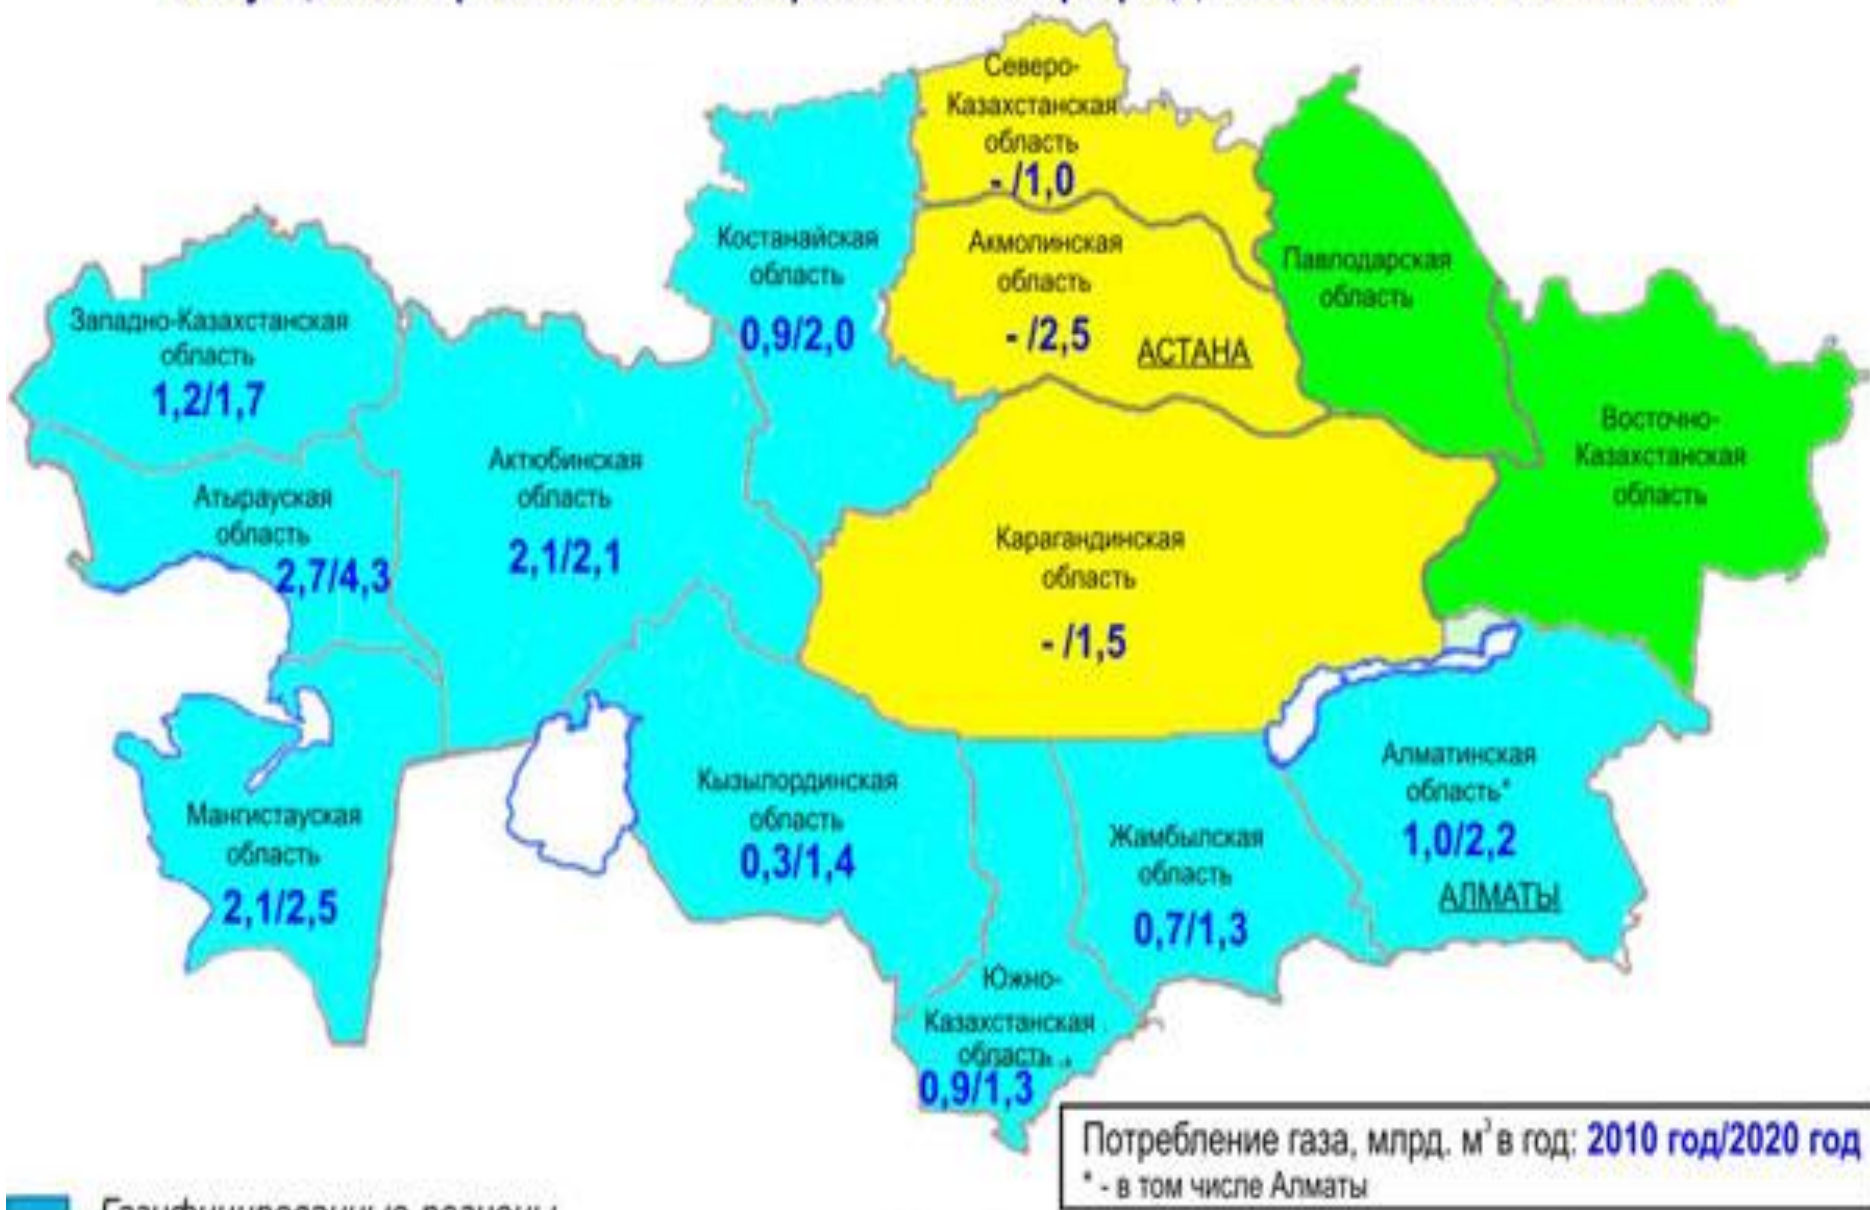 Северо-
Казахстанская
область
- /1,0
Костанайская
область
0,9/2,0
Акмолинская
область
- /2,5
АСТАНА
Павлодарская
область
Западно-Казахстанская
область
1,2/1,7
Восточно-
Казахстанская
область
Актюбинская
область
2,1/2,1
Атырауская
область
2,7/4,3
Карагандинская
область
- /1,5
Мангистауская
область
2,1/2,5
Кызылординская
область
0,3/1,4
Жамбылская
область
0,7/1,3
Алматинская
область*
1,0/2,2
АЛМАТЫ
Южно-
Казахстанская
область
0,9/1,3
Потребление газа, млрд. м³ в год: 2010 год/2020 год
* - в том числе Алматы